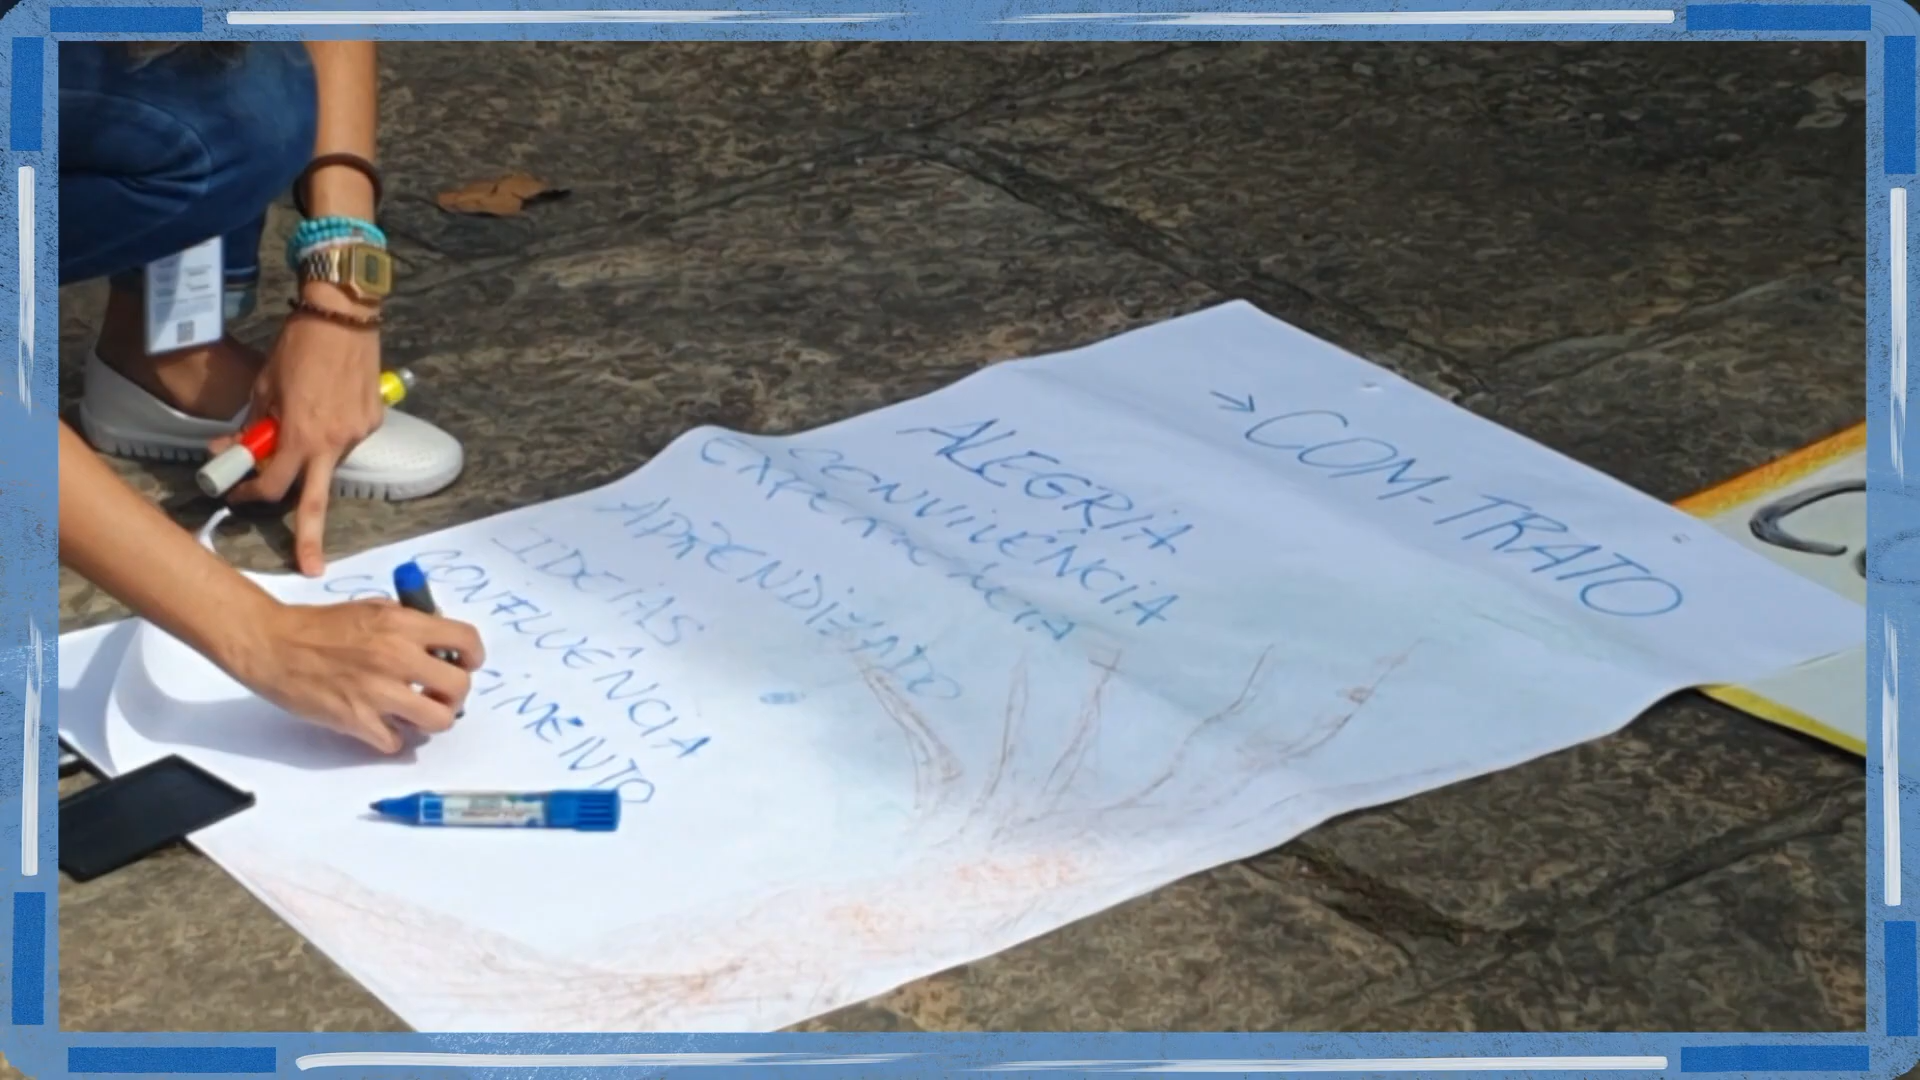 → COM-TRATO
ALEGRIA
CONVIVÊNCIA
EXPERIÊNCIA
APRENDIZADO
IDEIAS
CONFLUÊNCIA